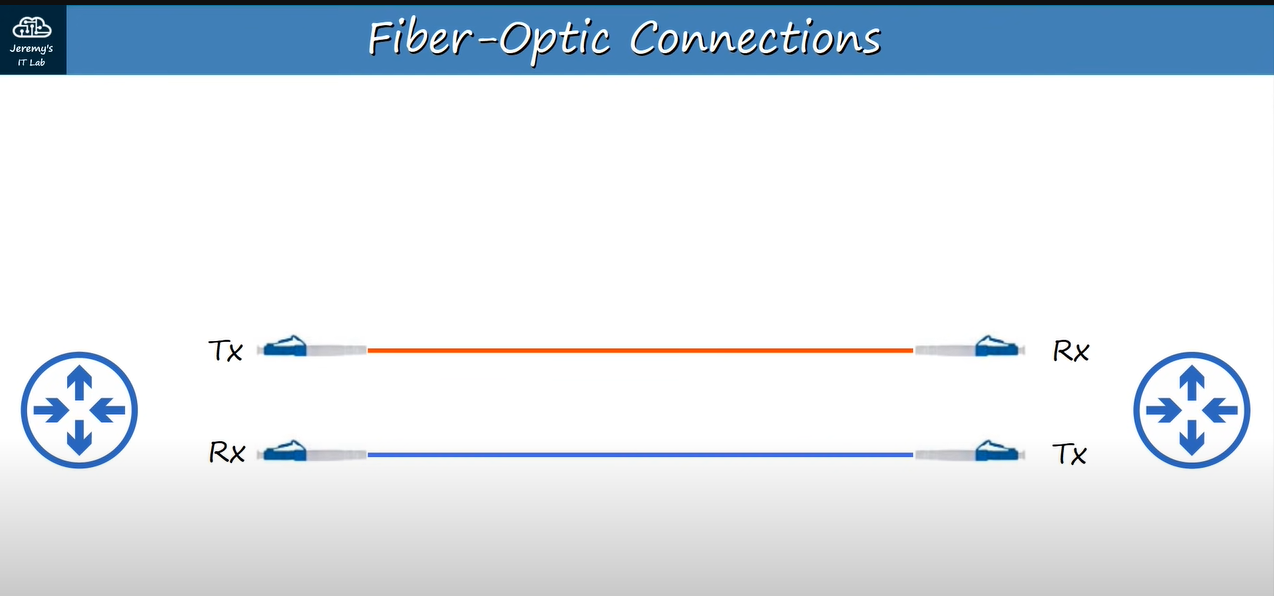 Jeremy's
IT Lab
Fiber-Optic Connections
Tx
Rx
Rx
Tx